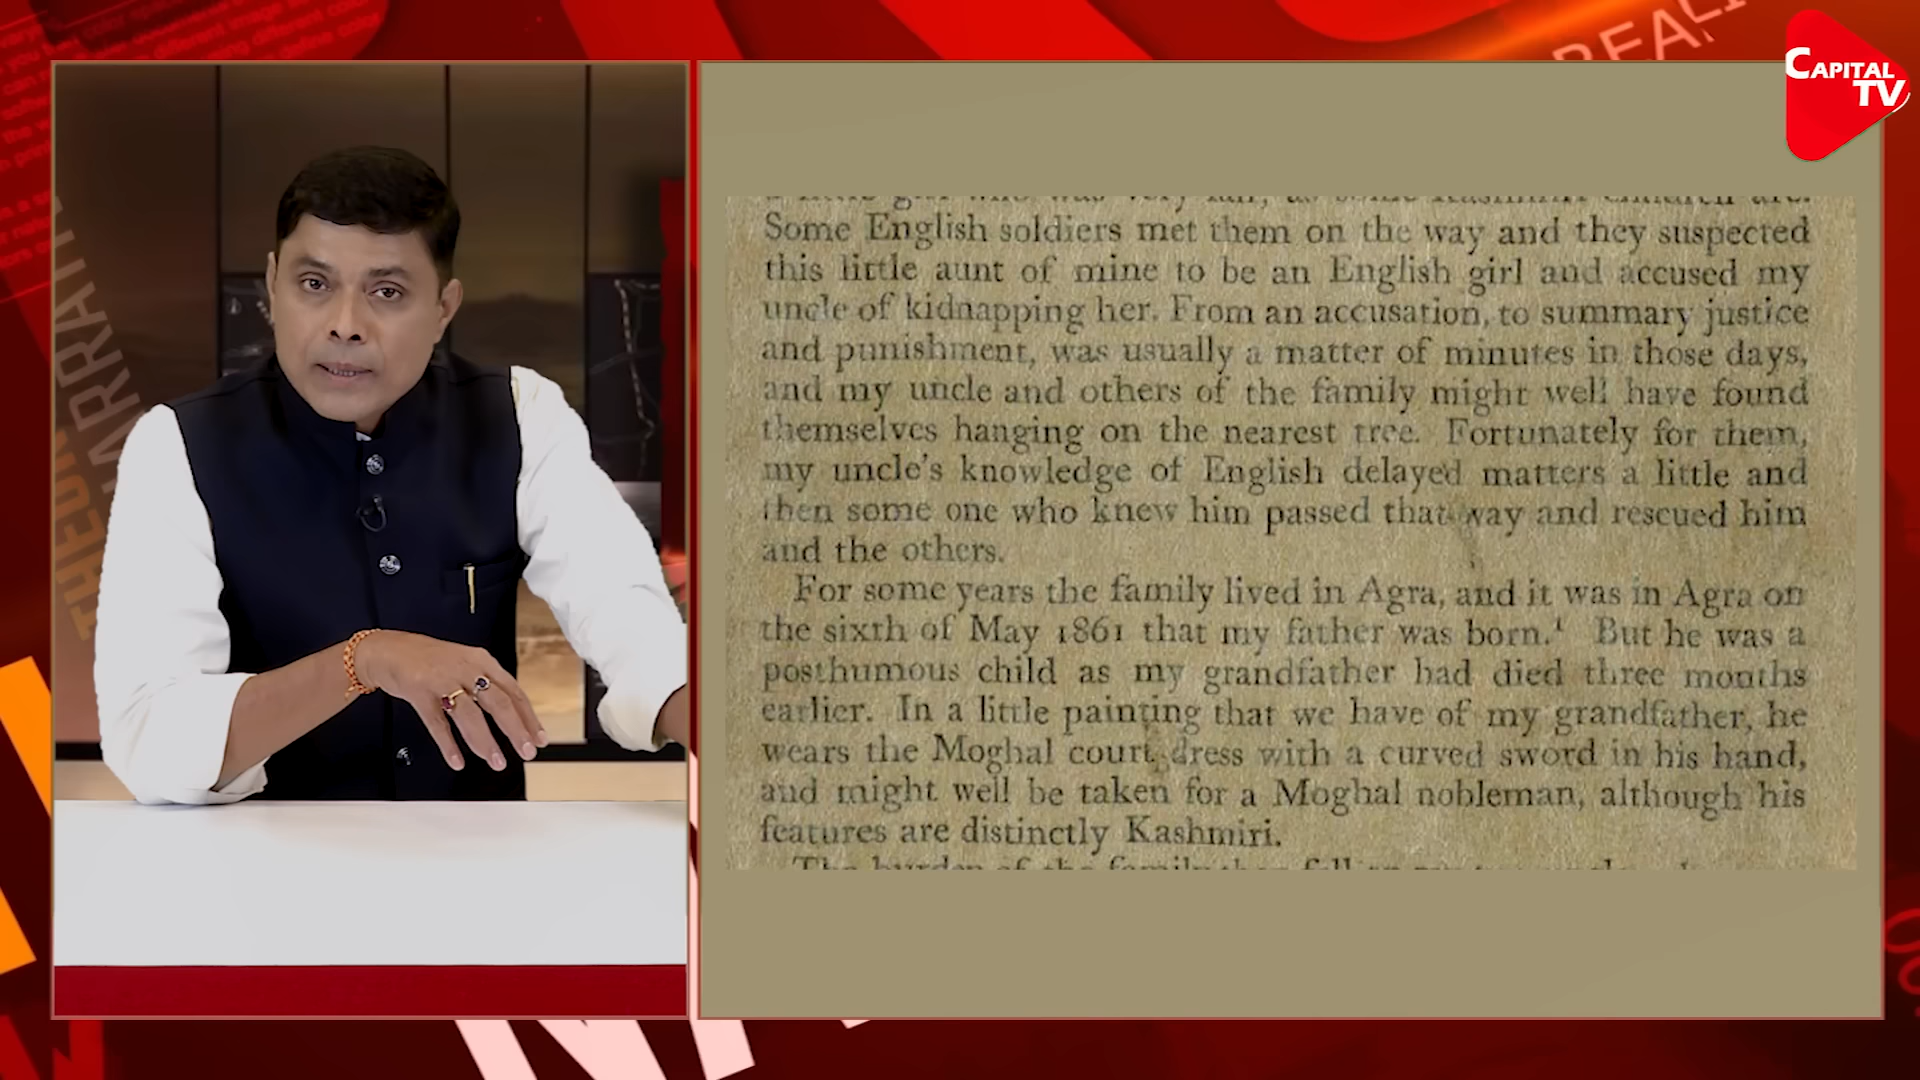 REAL
CAPITAL
TV
THEUN
NARRATI
Some English soldiers met them on the way and they suspected
this little aunt of mine to be an English girl and accused my
uncle of kidnapping her. From an accusation, to summary justice
and punishment, was usually a matter of minutes in those days,
and my uncle and others of the family might well have found
themselves hanging on the nearest tree. Fortunately for them,
my uncle's knowledge of English delayed matters a little and
then some one who knew him passed that way and rescued him
and the others.
For some years the family lived in Agra, and it was in Agra on
the sixth of May 1861 that my father was born.¹ But he was a
posthumous child as my grandfather had died three months
earlier. In a little painting that we have of my grandfather, he
wears the Moghal court dress with a curved sword in his hand,
and might well be taken for a Moghal nobleman, although his
features are distinctly Kashmiri.